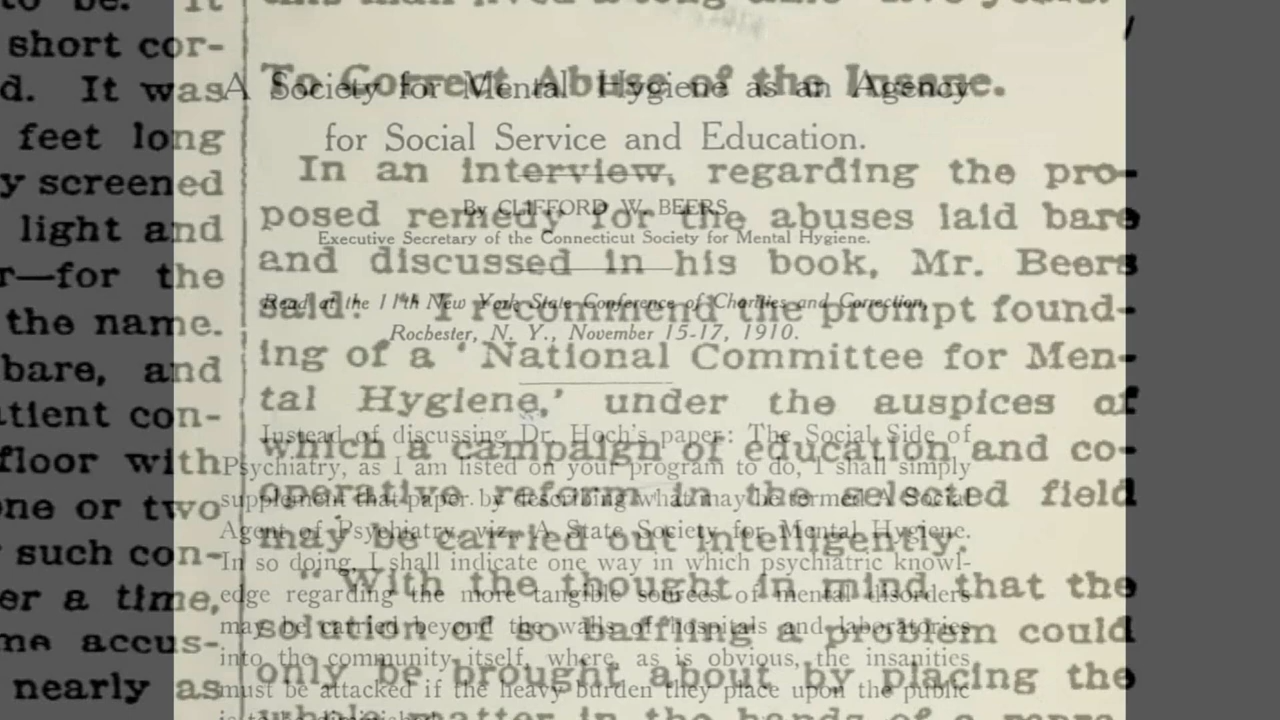 to be. It
short cor-
d. It was
feet long
y screened
light and
r—for the
the name.
bare, and
tient con-
floor with
ne or two
such con-
er a time,
me accus-
nearly as
To Correct Abuse of the Insane.
In an interview, regarding the pro-
posed remedy for the abuses laid bare
and discussed in his book, Mr. Beers
said: "I recommend the prompt found-
ing of a 'National Committee for Men-
tal Hygiene,' under the auspices of
which a campaign of education and co-
operative reform in the selected field
may be carried out intelligently.
"With the thought in mind that the
solution of so baffling a problem could
only be brought about by placing the
whole matter in the hands of a
A Society for Mental Hygiene as an Agency
for Social Service and Education.
By CLIFFORD W. BEERS,
Executive Secretary of the Connecticut Society for Mental Hygiene.
Read at the 11th New York State Conference of Charities and Correction,
Rochester, N. Y., November 15-17, 1910.
Instead of discussing Dr. Hoch's paper: The Social Side of
Psychiatry, as I am listed on your program to do, I shall simply
supplement that paper by describing what may be termed A Social
Agent of Psychiatry, viz., A State Society for Mental Hygiene.
In so doing, I shall indicate one way in which psychiatric knowl-
edge regarding the more tangible sources of mental disorders
may be carried beyond the walls of hospitals and laboratories
into the community itself, where, as is obvious, the insanities
must be attacked if the heavy burden they place upon the public